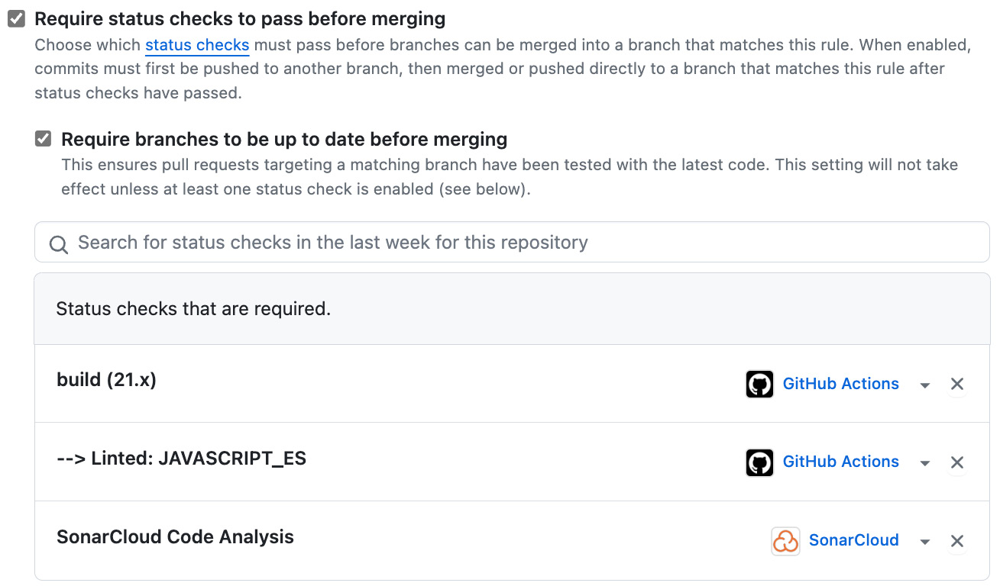 Require status checks to pass before merging
Choose which status checks must pass before branches can be merged into a branch that matches this rule. When enabled,
commits must first be pushed to another branch, then merged or pushed directly to a branch that matches this rule after
status checks have passed.
Require branches to be up to date before merging
This ensures pull requests targeting a matching branch have been tested with the latest code. This setting will not take
effect unless at least one status check is enabled (see below).
Search for status checks in the last week for this repository
Status checks that are required.
build (21.x) GitHub Actions
--> Linted: JAVASCRIPT_ES GitHub Actions
SonarCloud Code Analysis SonarCloud